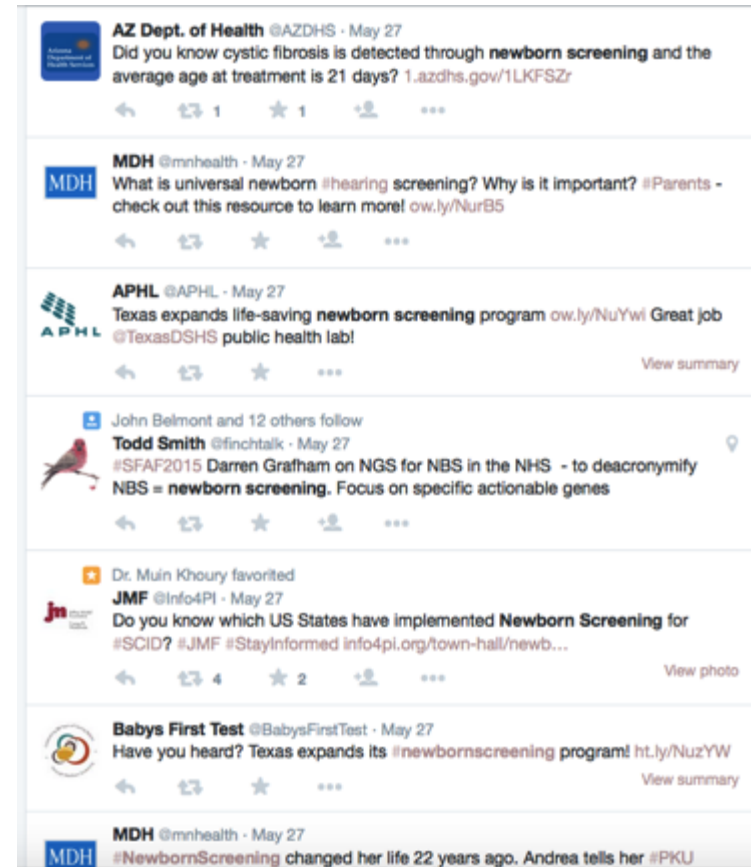 AZ Dept. of Health @AZDHS · May 27
Did you know cystic fibrosis is detected through newborn screening and the
average age at treatment is 21 days? 1.azdhs.gov/1LKFSZr
1 1
MDH
MDH @mnhealth · May 27
What is universal newborn #hearing screening? Why is it important? #Parents -
check out this resource to learn more! ow.ly/NurB5
APHL
APHL @APHL · May 27
Texas expands life-saving newborn screening program ow.ly/NuYwi Great job
@TexasDSHS public health lab!
View summary
John Belmont and 12 others follow
Todd Smith @finchtalk · May 27
#SFAF2015 Darren Grafham on NGS for NBS in the NHS - to deacronymify
NBS = newborn screening. Focus on specific actionable genes
Dr. Muin Khoury favorited
jm
JMF @Info4PI · May 27
Do you know which US States have implemented Newborn Screening for
#SCID? #JMF #StayInformed info4pi.org/town-hall/newb...
4 2
View photo
Babys First Test @BabysFirstTest · May 27
Have you heard? Texas expands its #newbornscreening program! ht.ly/NuzYW
View summary
MDH
MDH @mnhealth · May 27
#NewbornScreening changed her life 22 years ago. Andrea tells her #PKU